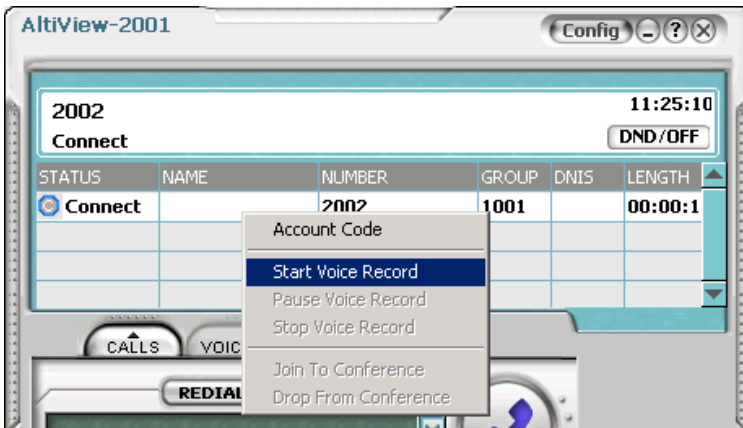 AltiView-2001 Config - ? X
2002 11:25:10
Connect DND/OFF
STATUS NAME NUMBER GROUP DNIS LENGTH
Connect 2002 1001 00:00:1
Account Code
Start Voice Record
Pause Voice Record
Stop Voice Record
Join To Conference
Drop From Conference
CALLS VOIC
REDIAL